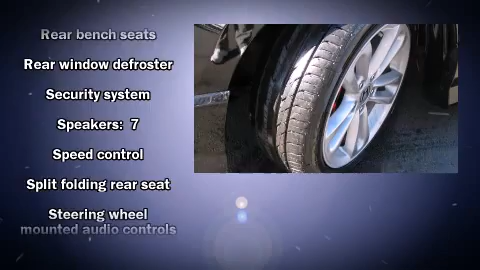 Rear bench seats
Rear window defroster
Security system
Speakers:  7
Speed control
Split folding rear seat
Steering wheel
mounted audio controls